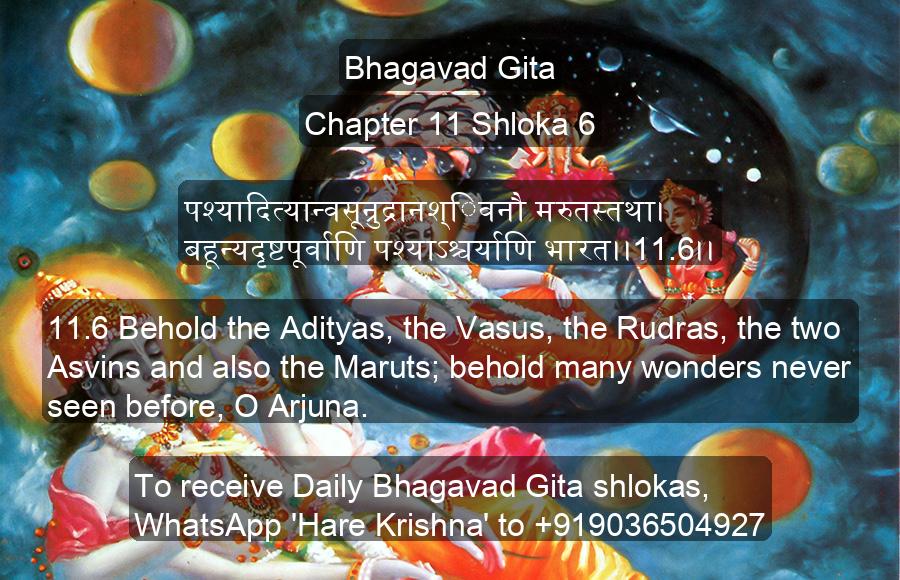 Bhagavad Gita
Chapter 11 Shloka 6
पश्यादित्यान्वसून्रुद्रानश्िवनौ मरुतस्तथा।
बहून्यदृष्टपूर्वाणि पश्याऽश्चर्याणि भारत।।11.6।।
11.6 Behold the Adityas, the Vasus, the Rudras, the two
Asvins and also the Maruts; behold many wonders never
seen before, O Arjuna.
To receive Daily Bhagavad Gita shlokas,
WhatsApp 'Hare Krishna' to +919036504927